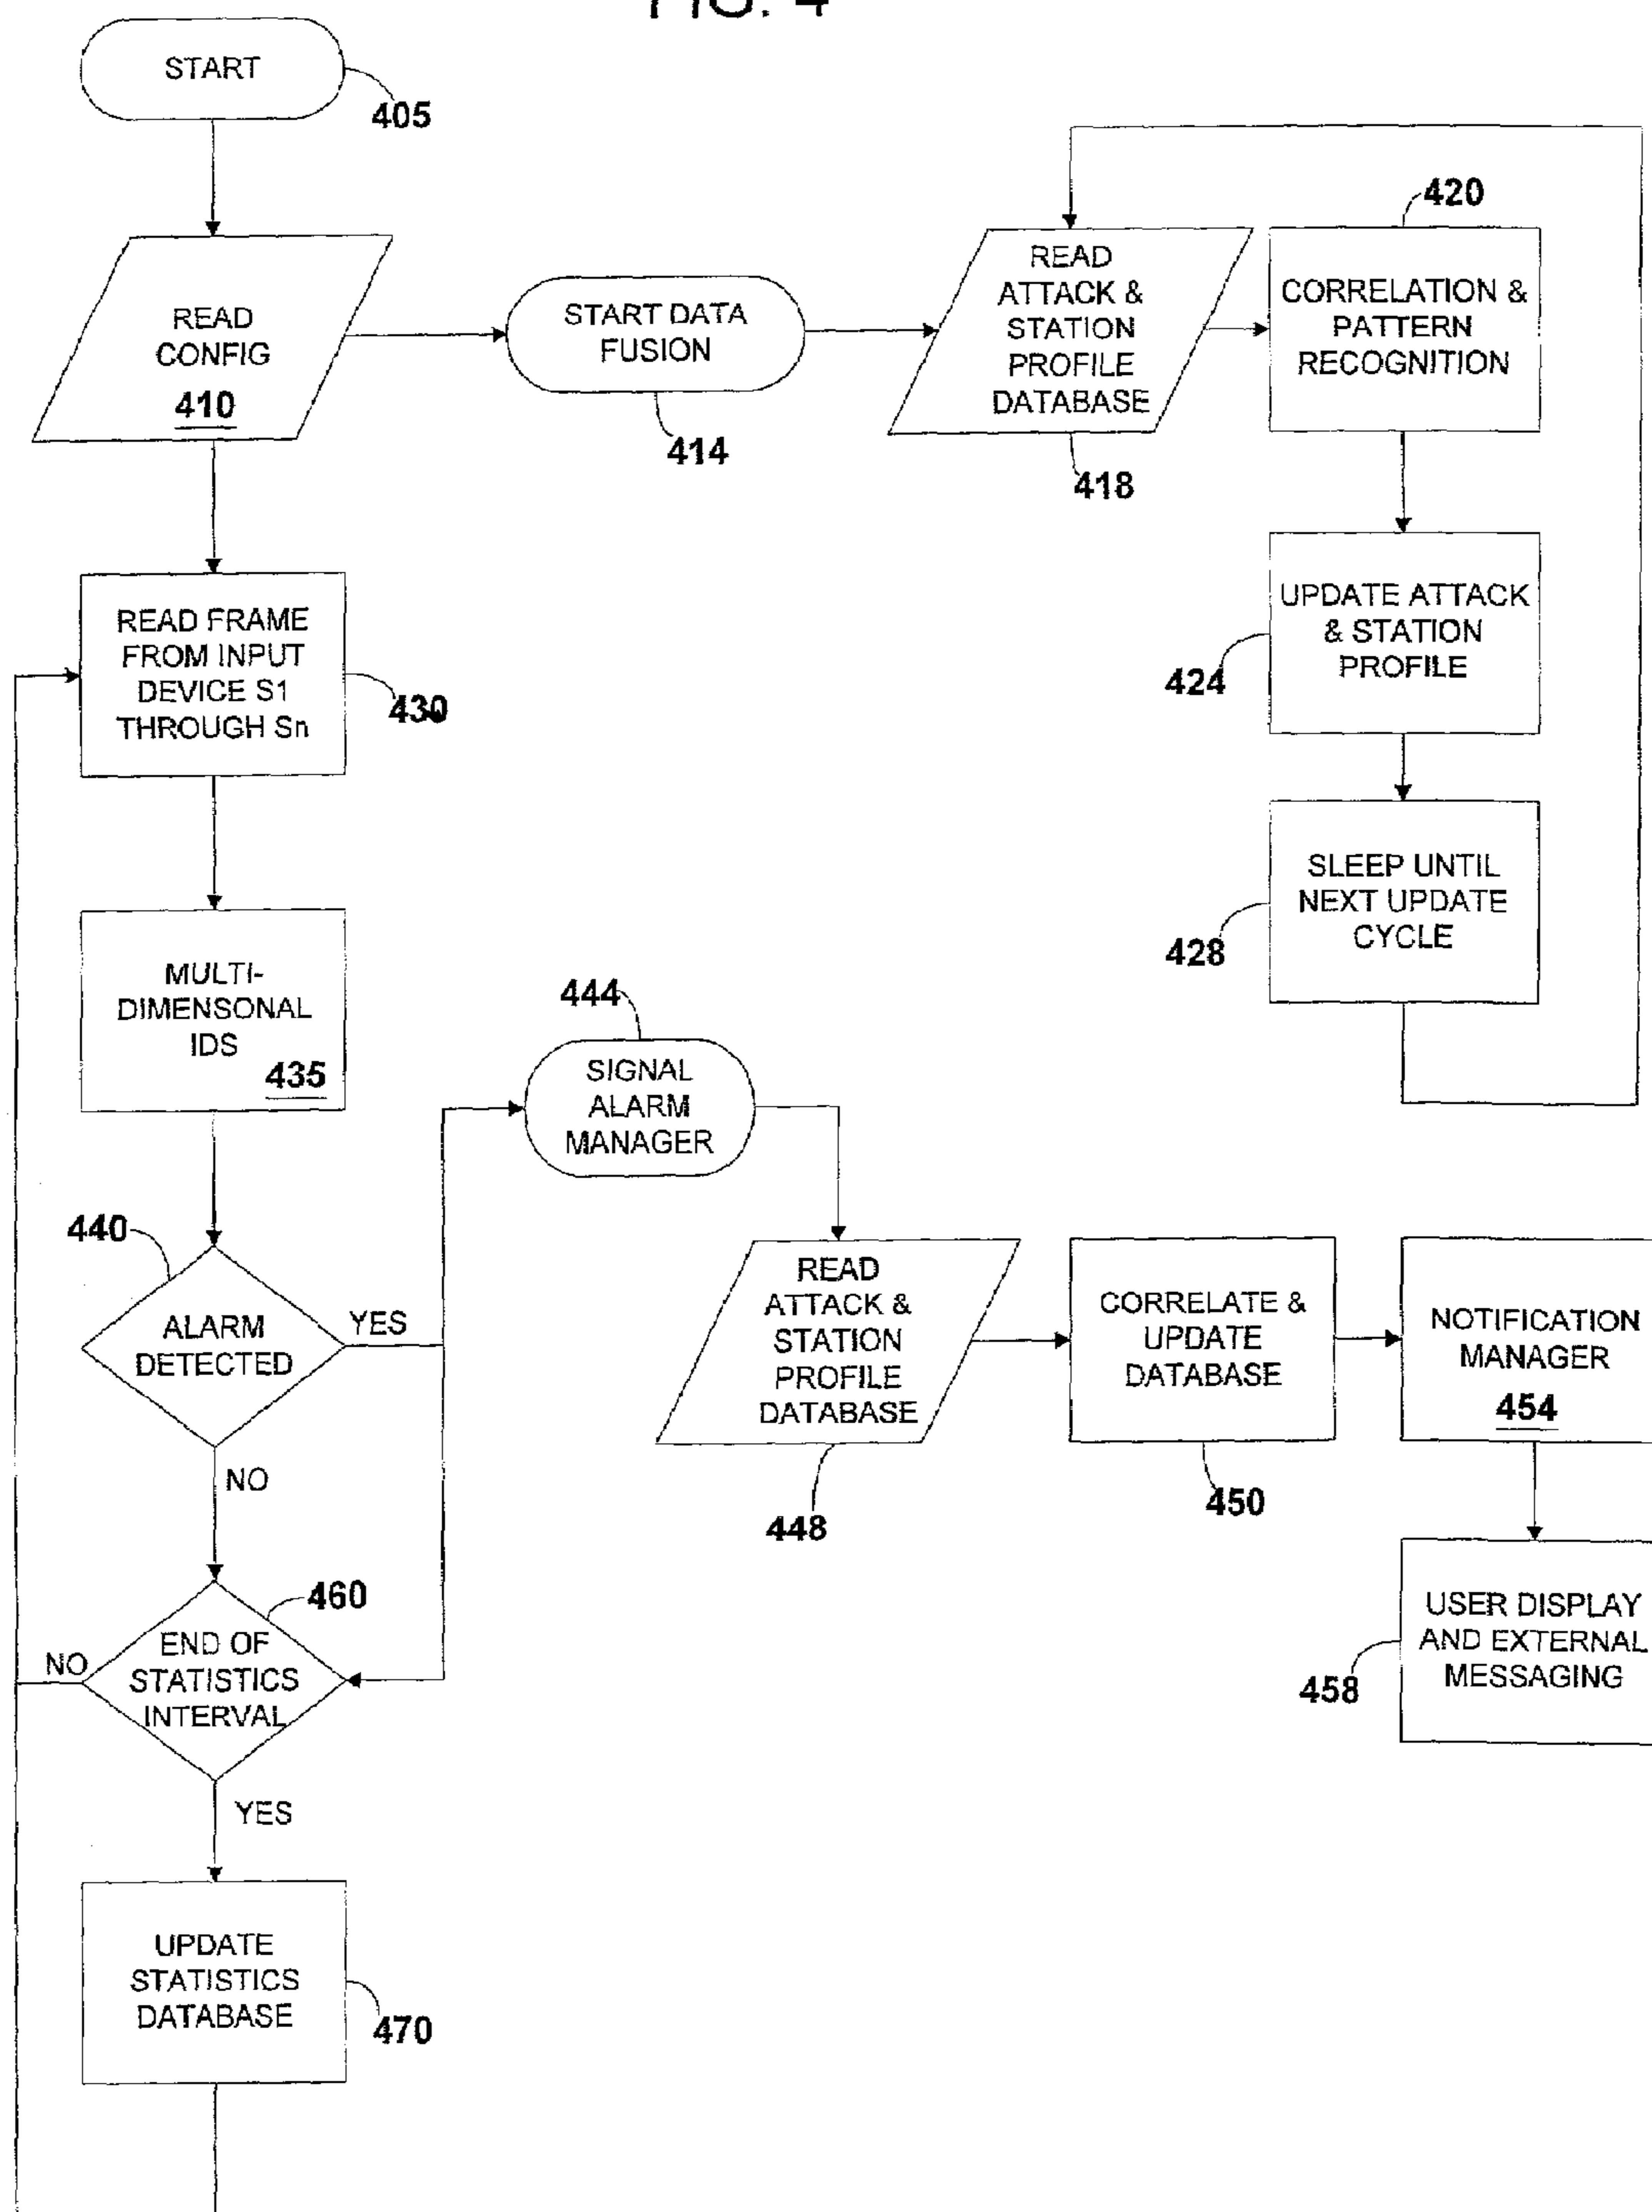 FIG. 4
START
405
READ
CONFIG
410
START DATA
FUSION
414
READ
ATTACK &
STATION
PROFILE
DATABASE
418
420
CORRELATION &
PATTERN
RECOGNITION
UPDATE ATTACK
& STATION
PROFILE
424
SLEEP UNTIL
NEXT UPDATE
CYCLE
428
READ FRAME
FROM INPUT
DEVICE S1
THROUGH Sn
430
MULTI-
DIMENSONAL
IDS
435
440
ALARM
DETECTED
YES
NO
444
SIGNAL
ALARM
MANAGER
READ
ATTACK &
STATION
PROFILE
DATABASE
448
CORRELATE &
UPDATE
DATABASE
450
NOTIFICATION
MANAGER
454
USER DISPLAY
AND EXTERNAL
MESSAGING
458
460
END OF
STATISTICS
INTERVAL
NO
YES
UPDATE
STATISTICS
DATABASE
470